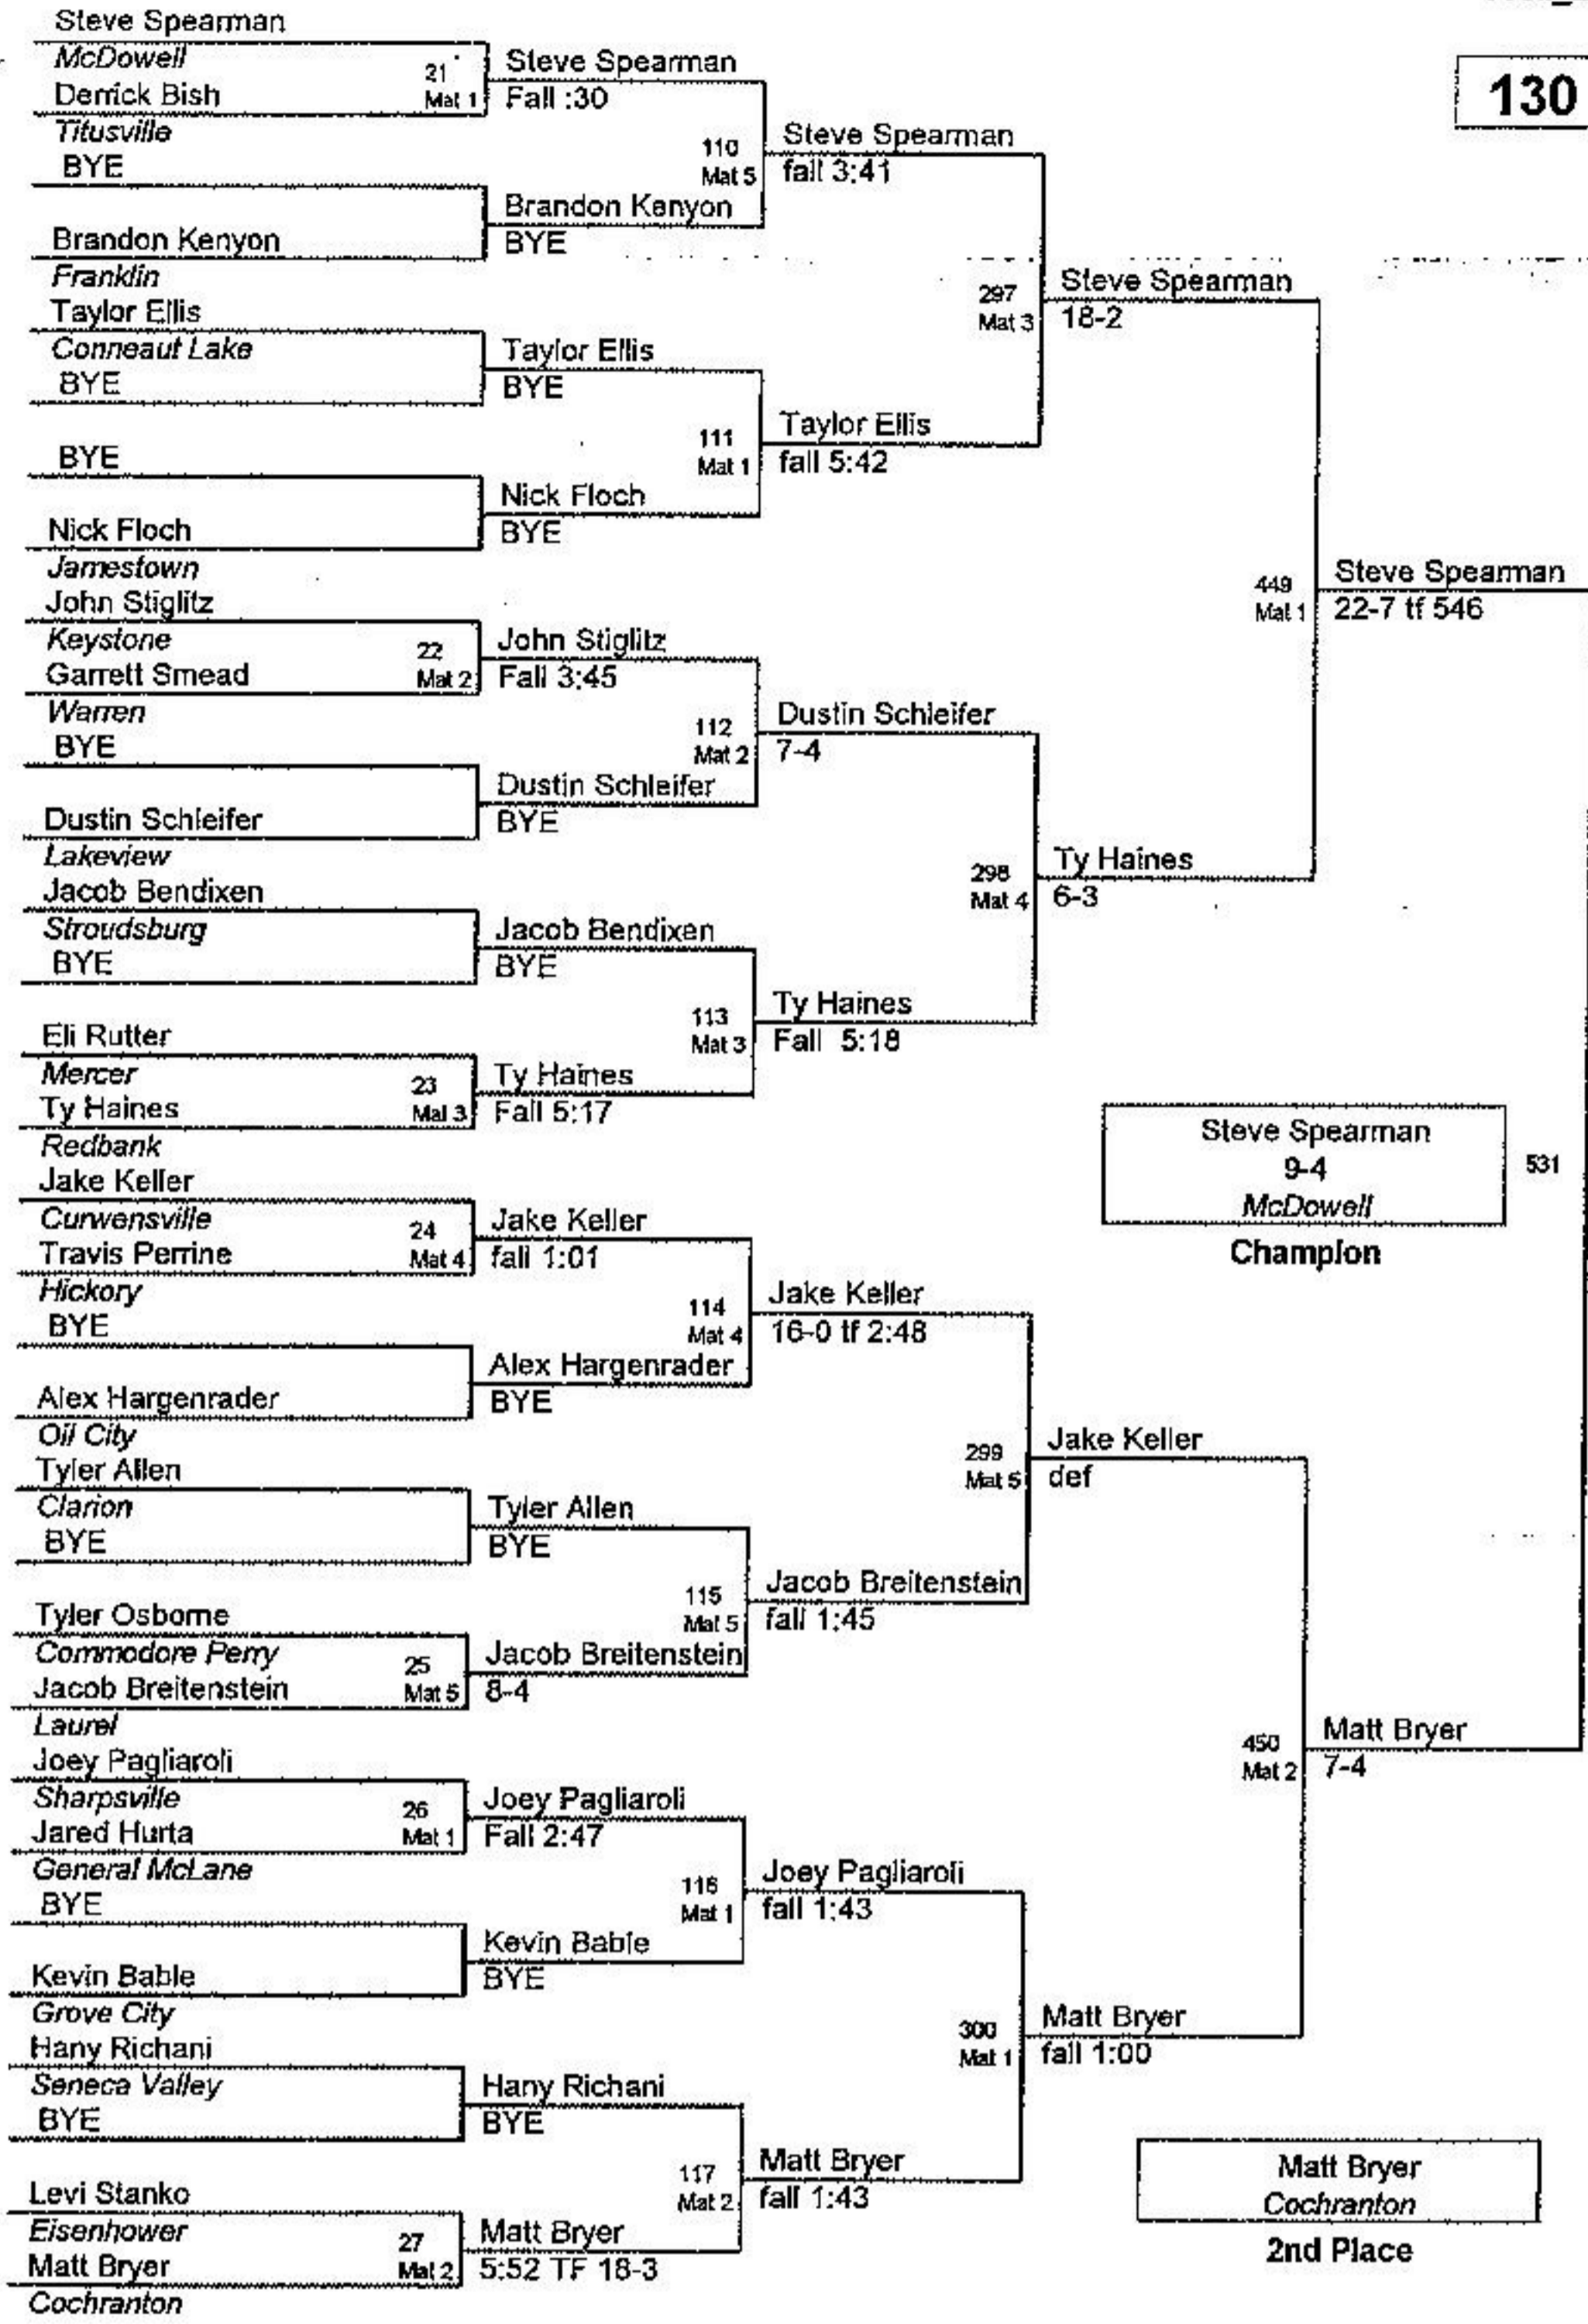 Steve Spearman
McDowell
21
Mat 1
Derrick Bish
Titusville
Steve Spearman
Fall :30
130
BYE
Brandon Kenyon
Franklin
Brandon Kenyon
BYE
110
Mat 5
Steve Spearman
fall 3:41
Taylor Ellis
Conneaut Lake
BYE
Taylor Ellis
BYE
297
Mat 3
Steve Spearman
18-2
BYE
Nick Floch
Jamestown
Nick Floch
BYE
111
Mat 1
Taylor Ellis
fall 5:42
John Stiglitz
Keystone
22
Mat 2
Garrett Smead
Warren
John Stiglitz
Fall 3:45
449
Mat 1
Steve Spearman
22-7 tf 546
BYE
Dustin Schleifer
Lakeview
Dustin Schleifer
BYE
112
Mat 2
Dustin Schleifer
7-4
Jacob Bendixen
Stroudsburg
BYE
Jacob Bendixen
BYE
298
Mat 4
Ty Haines
6-3
Eli Rutter
Mercer
23
Mat 3
Ty Haines
Redbank
Ty Haines
Fall 5:17
113
Mat 3
Ty Haines
Fall 5:18
Steve Spearman
9-4
McDowell
531
Champion
Jake Keller
Curwensville
24
Mat 4
Travis Perrine
Hickory
Jake Keller
fall 1:01
BYE
Alex Hargenrader
Oil City
Alex Hargenrader
BYE
114
Mat 4
Jake Keller
16-0 tf 2:48
Tyler Allen
Clarion
BYE
Tyler Allen
BYE
299
Mat 5
Jake Keller
def
Tyler Osborne
Commodore Perry
25
Mat 5
Jacob Breitenstein
Laurel
Jacob Breitenstein
8-4
115
Mat 5
Jacob Breitenstein
fall 1:45
Joey Pagliaroli
Sharpsville
26
Mat 1
Jared Hurta
General McLane
Joey Pagliaroli
Fall 2:47
450
Mat 2
Matt Bryer
7-4
BYE
Kevin Bable
Grove City
Kevin Bable
BYE
116
Mat 1
Joey Pagliaroli
fall 1:43
Hany Richani
Seneca Valley
BYE
Hany Richani
BYE
300
Mat 1
Matt Bryer
fall 1:00
Levi Stanko
Eisenhower
27
Mat 2
Matt Bryer
Cochranton
Matt Bryer
5:52 TF 18-3
117
Mat 2
Matt Bryer
fall 1:43
Matt Bryer
Cochranton
2nd Place